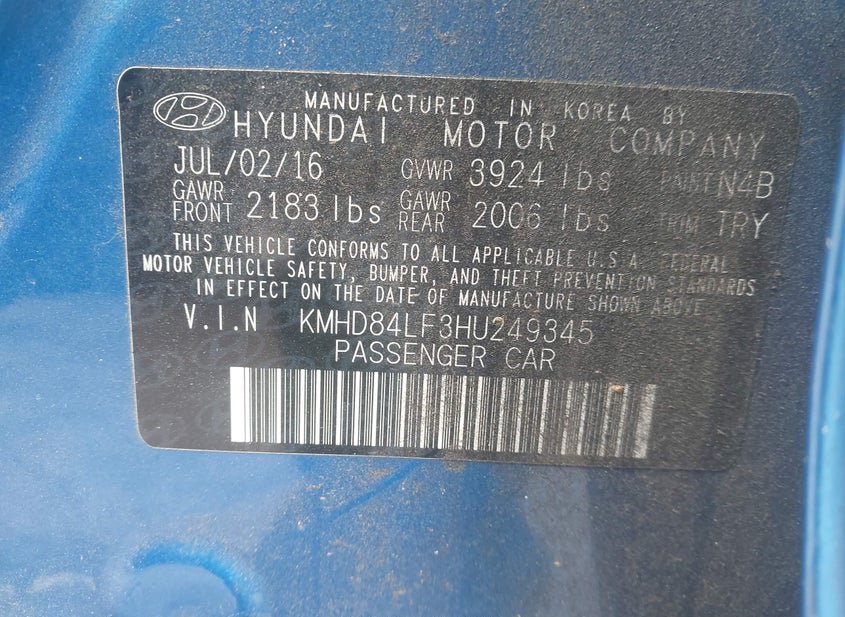 MANUFACTURED IN KOREA BY
HYUNDAI MOTOR COMPANY
JUL/02/16 GVWR 3924 lbs PAINT N4B
GAWR FRONT 2183 lbs GAWR REAR 2006 lbs TRIM TRY
THIS VEHICLE CONFORMS TO ALL APPLICABLE U.S.A. FEDERAL
MOTOR VEHICLE SAFETY, BUMPER, AND THEFT PREVENTION STANDARDS
IN EFFECT ON THE DATE OF MANUFACTURE SHOWN ABOVE
V.I.N KMHD84LF3HU249345
PASSENGER CAR